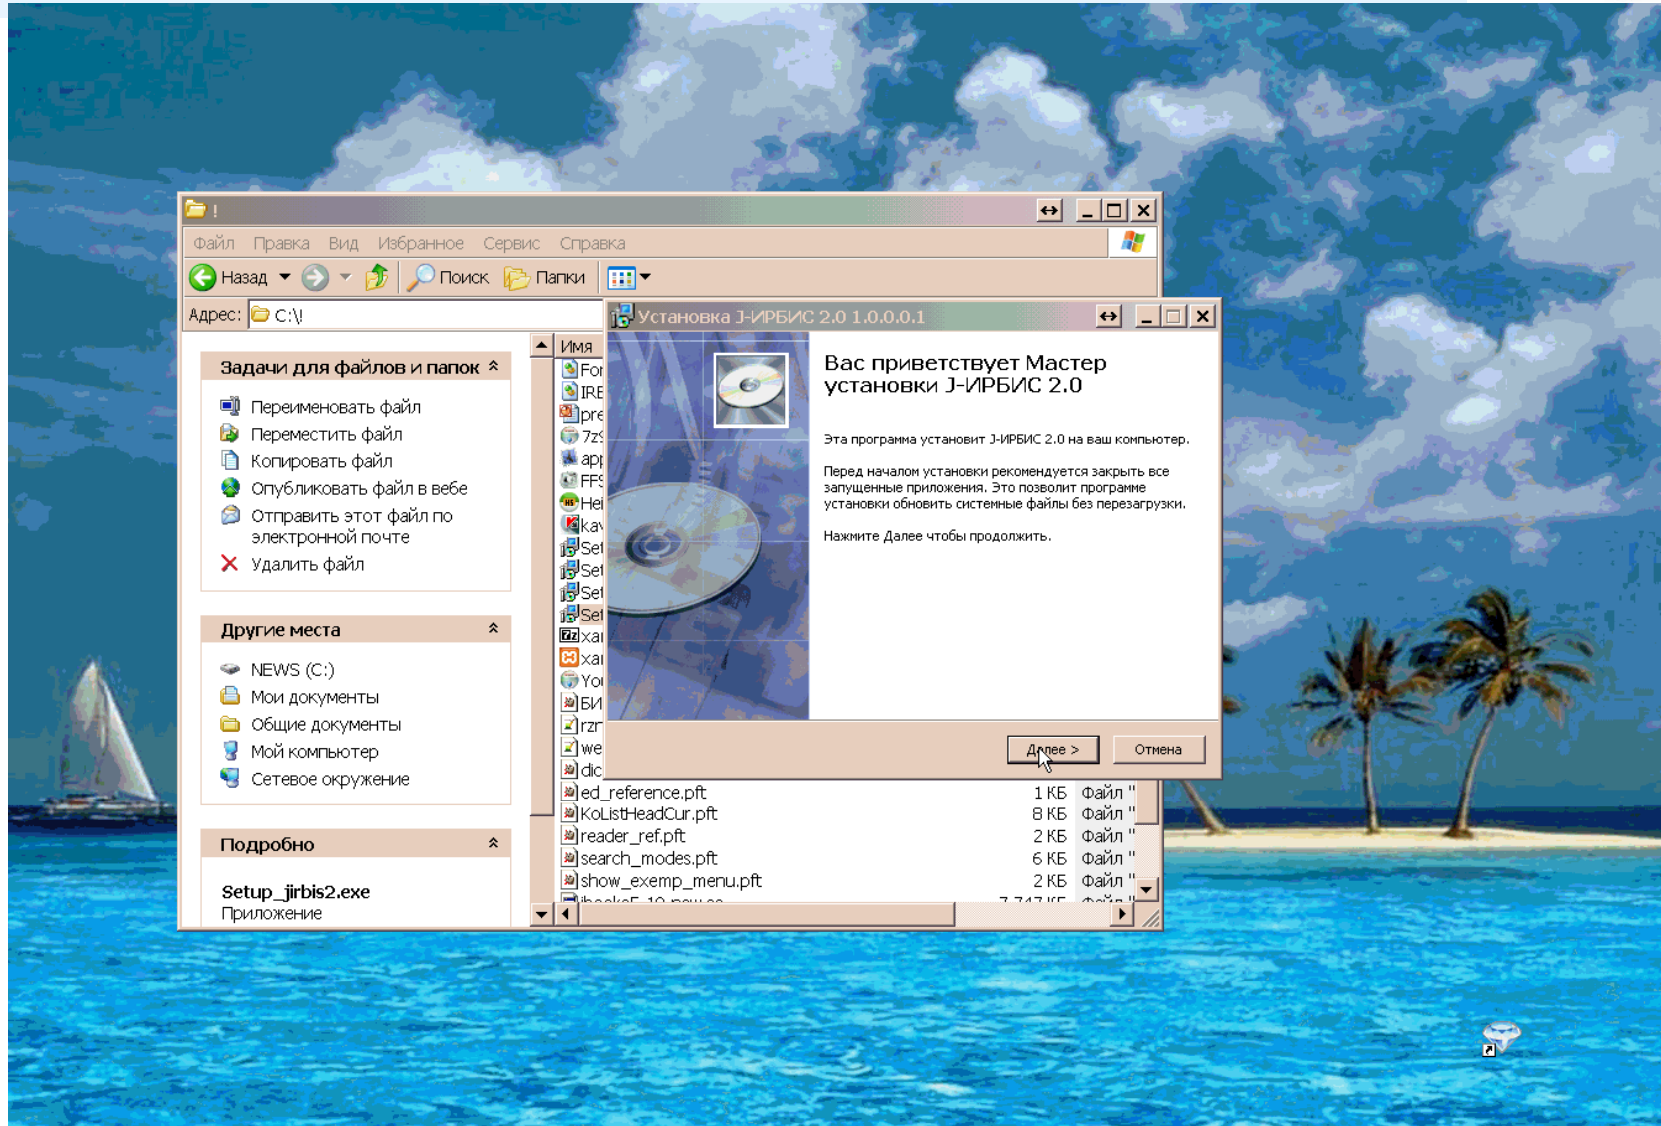 !
Файл Правка Вид Избранное Сервис Справка
Назад Поиск Папки
Адрес: C:\!
Задачи для файлов и папок
Переименовать файл
Переместить файл
Копировать файл
Опубликовать файл в вебе
Отправить этот файл по
электронной почте
Удалить файл
Другие места
NEWS (C:)
Мои документы
Общие документы
Мой компьютер
Сетевое окружение
Подробно
Setup_jirbis2.exe
Приложение
Имя
ed_reference.pft 1 КБ Файл "
KoListHeadCur.pft 8 КБ Файл "
reader_ref.pft 2 КБ Файл "
search_modes.pft 6 КБ Файл "
show_exemp_menu.pft 2 КБ Файл "
Установка J-ИРБИС 2.0 1.0.0.0.1
Вас приветствует Мастер
установки J-ИРБИС 2.0
Эта программа установит J-ИРБИС 2.0 на ваш компьютер.
Перед началом установки рекомендуется закрыть все
запущенные приложения. Это позволит программе
установки обновить системные файлы без перезагрузки.
Нажмите Далее чтобы продолжить.
Далее > Отмена